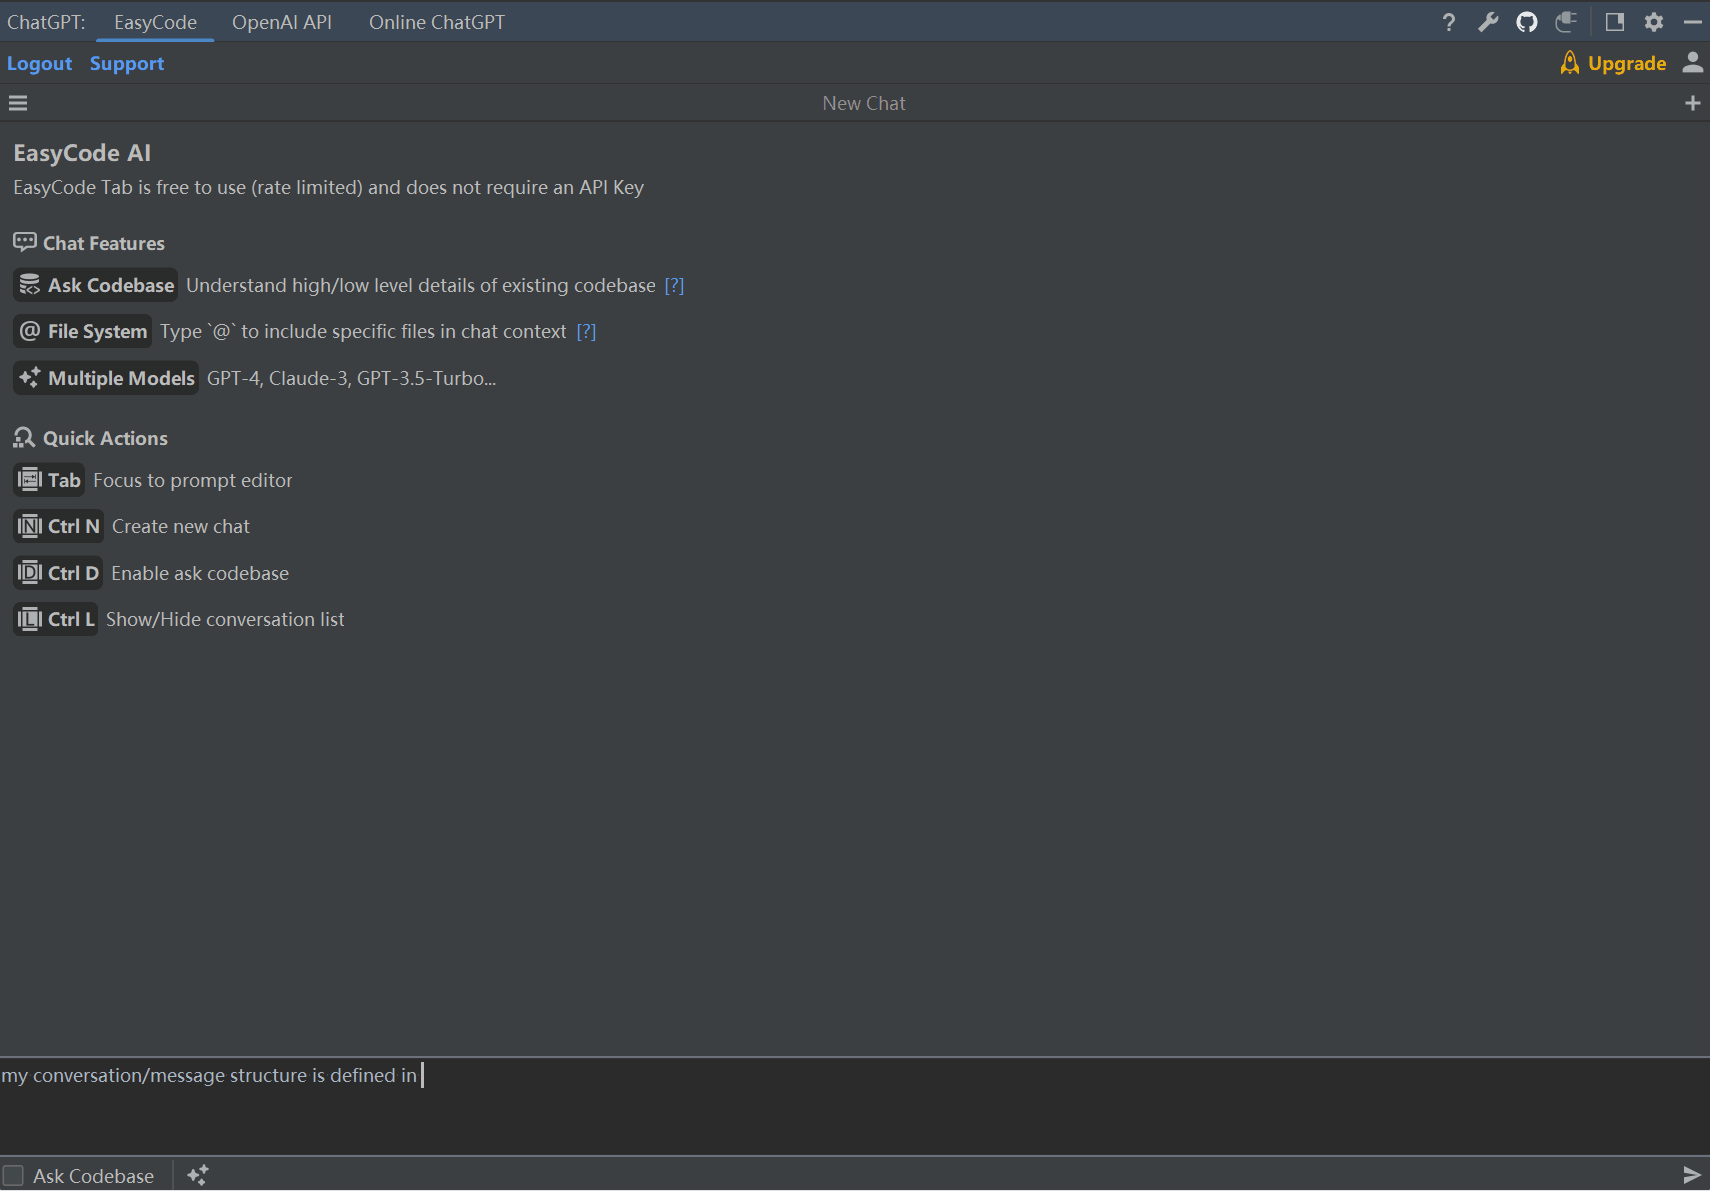 ChatGPT: EasyCode OpenAI API Online ChatGPT
Logout Support Upgrade
New Chat
EasyCode AI
EasyCode Tab is free to use (rate limited) and does not require an API Key
Chat Features
Ask Codebase Understand high/low level details of existing codebase [?]
@ File System Type `@` to include specific files in chat context [?]
Multiple Models GPT-4, Claude-3, GPT-3.5-Turbo...
Quick Actions
Tab Focus to prompt editor
N Ctrl N Create new chat
D Ctrl D Enable ask codebase
L Ctrl L Show/Hide conversation list
my conversation/message structure is defined in
Ask Codebase